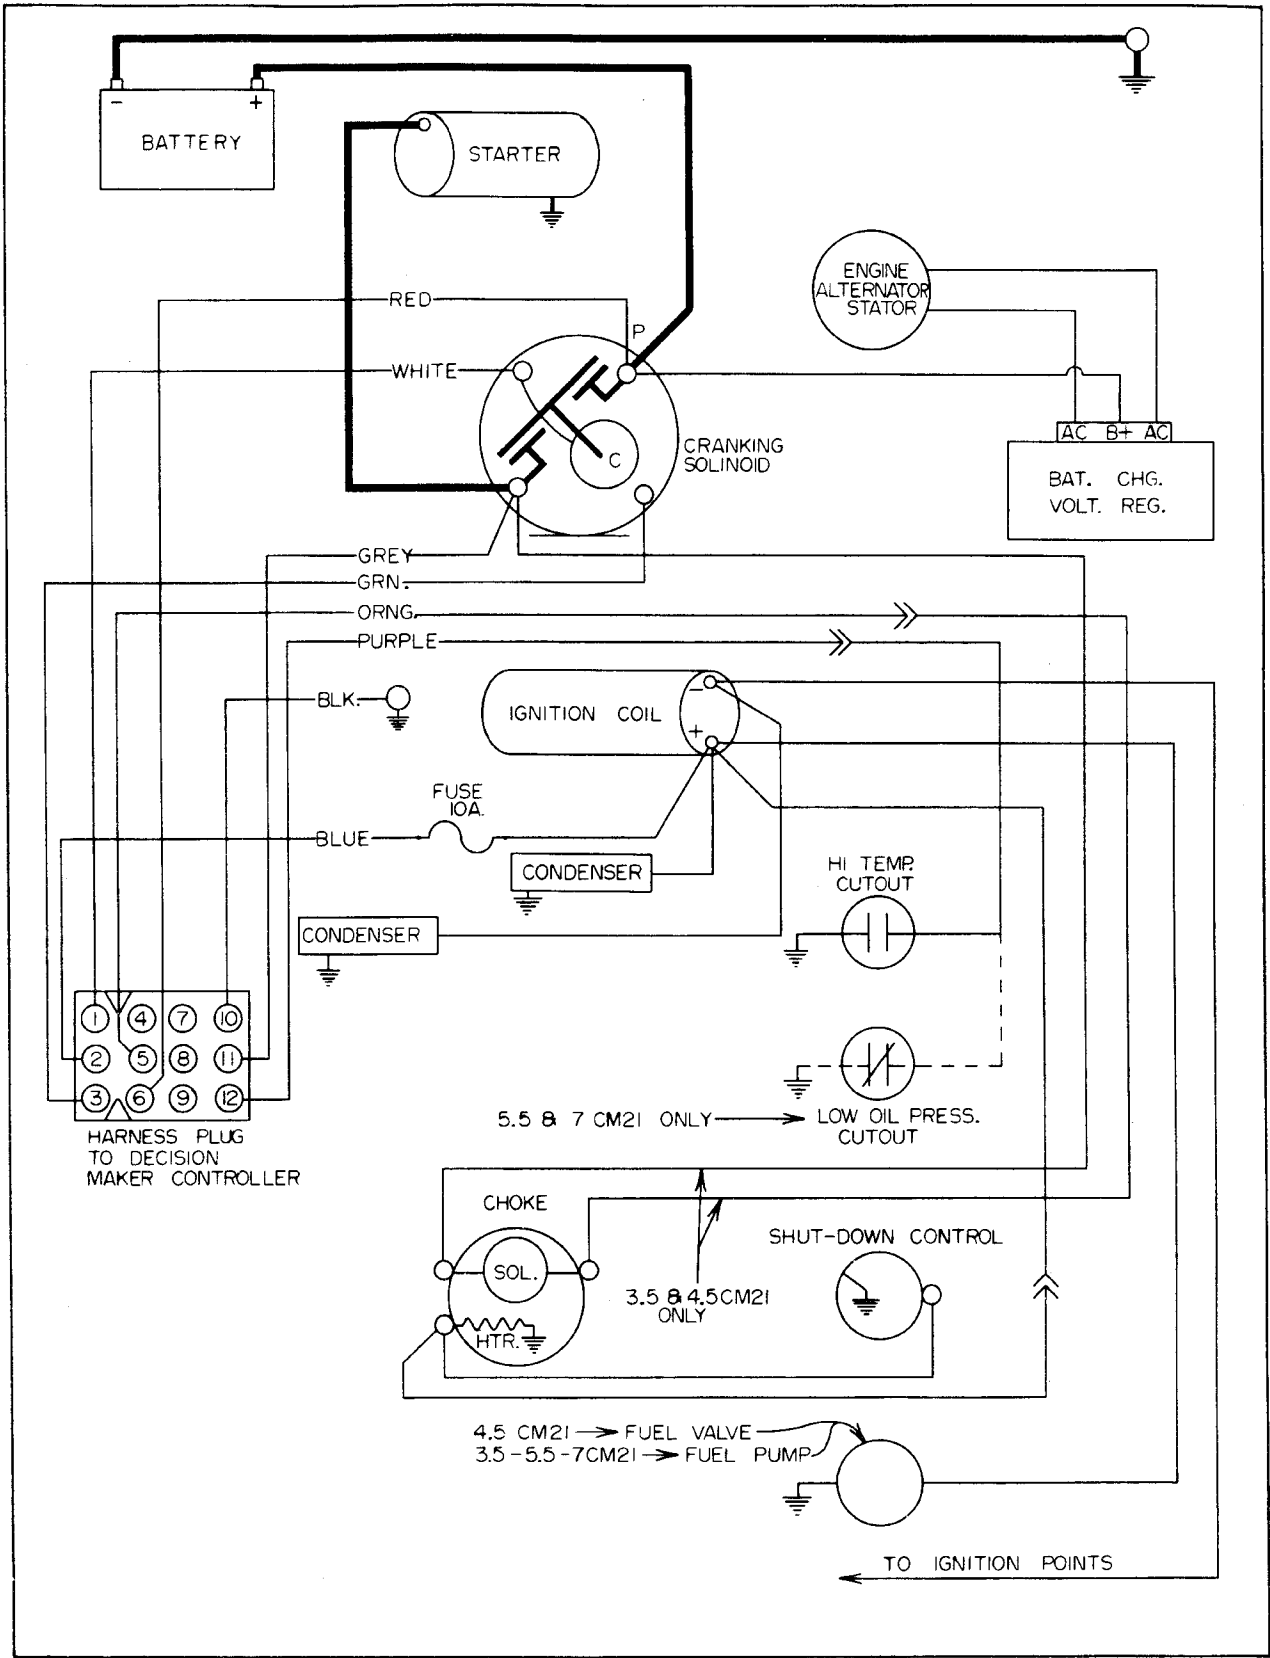 - +
BATTERY
STARTER
ENGINE
ALTERNATOR
STATOR
RED
P
WHITE
C
CRANKING
SOLINOID
AC B+ AC
BAT. CHG.
VOLT. REG.
GREY
GRN.
ORNG.
PURPLE
BLK.
IGNITION COIL
-
+
FUSE
10A.
BLUE
CONDENSER
HI TEMP.
CUTOUT
CONDENSER
1 4 7 10
2 5 8 11
3 6 9 12
HARNESS PLUG
TO DECISION
MAKER CONTROLLER
5.5 & 7 CM21 ONLY
LOW OIL PRESS.
CUTOUT
CHOKE
SOL.
HTR.
3.5 & 4.5CM21
ONLY
SHUT-DOWN CONTROL
4.5 CM21 → FUEL VALVE
3.5-5.5-7CM21 → FUEL PUMP
TO IGNITION POINTS